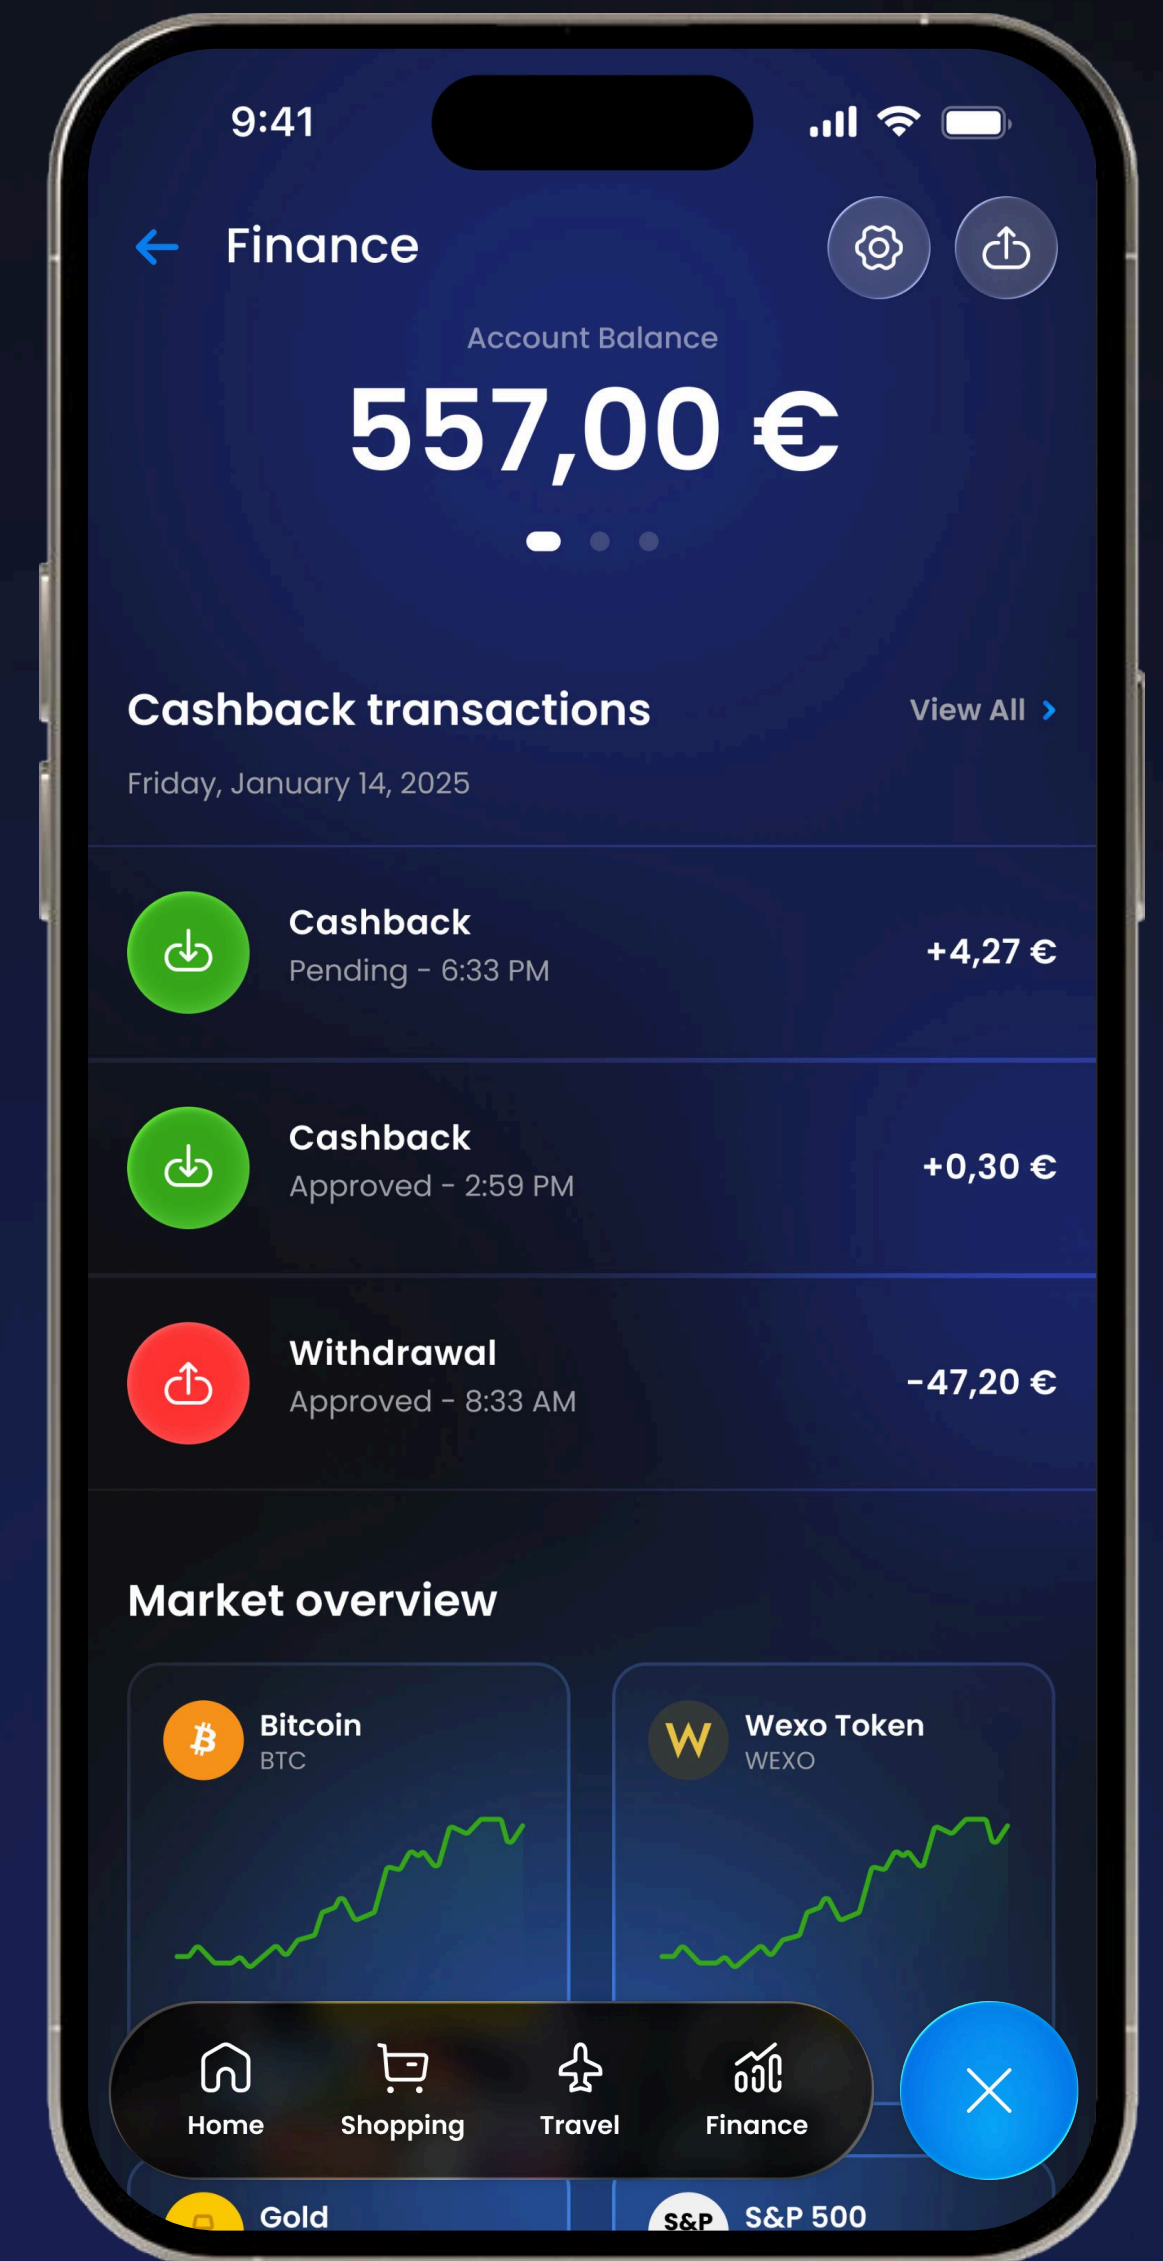 9:41
Finance
Account Balance
557,00 €
Cashback transactions
View All
Friday, January 14, 2025
Cashback
Pending - 6:33 PM
+4,27 €
Cashback
Approved - 2:59 PM
+0,30 €
Withdrawal
Approved - 8:33 AM
-47,20 €
Market overview
Bitcoin
BTC
W
Wexo Token
WEXO
Home
Shopping
Travel
Finance
Gold
S&P
S&P 500